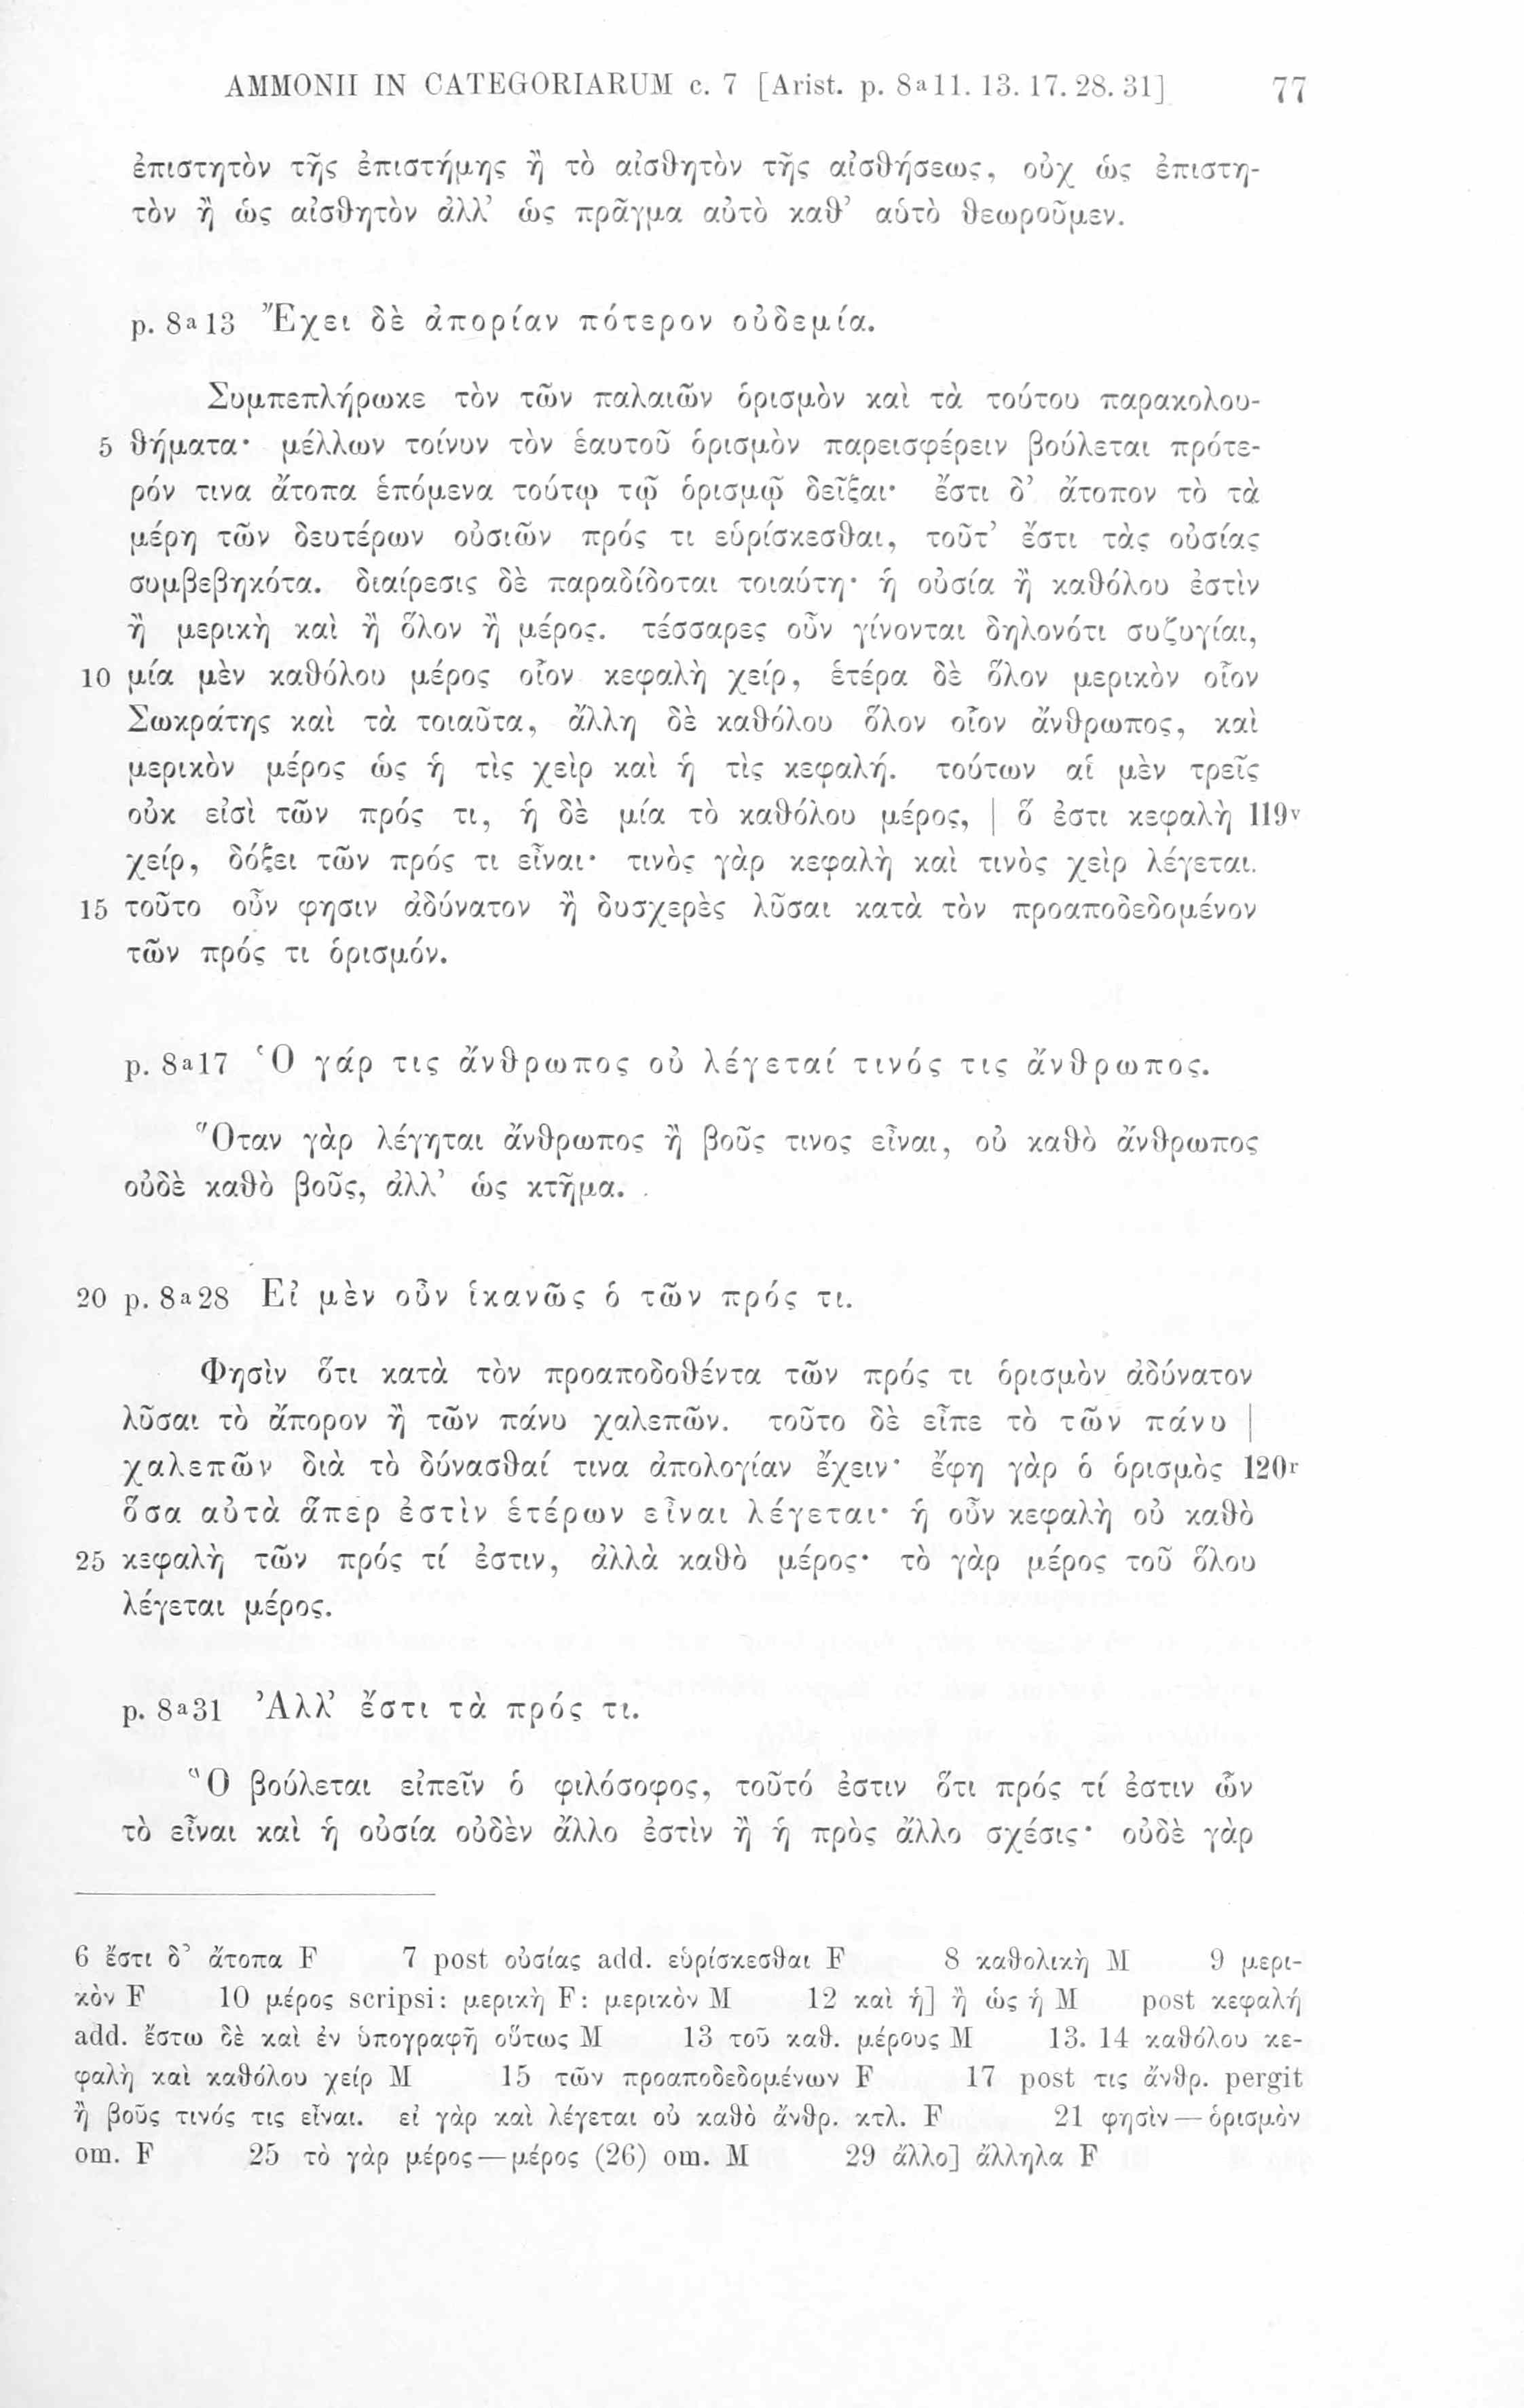 AMMONII IN CATEGORIARUM c. 7 [Arist. p. 8a11. 13. 17. 28. 31] 77
ἐπιστητὸν τῆς ἐπιστήμης ἢ τὸ αἰσθητὸν τῆς αἰσθήσεως, οὐχ ὡς ἐπιστη-
τὸν ἢ ὡς αἰσθητὸν ἀλλ’ ὡς πρᾶγμα αὐτὸ καθ’ αὑτὸ θεωροῦμεν.
p. 8a13 Ἔχει δὲ ἀπορίαν πότερον οὐδεμία.
Συμπεπλήρωκε τὸν τῶν παλαιῶν ὁρισμὸν καὶ τὰ τούτου παρακολου-
5 θήματα· μέλλων τοίνυν τὸν ἑαυτοῦ ὁρισμὸν παρεισφέρειν βούλεται πρότε-
ρόν τινα ἄτοπα ἑπόμενα τούτῳ τῷ ὁρισμῷ δεῖξαι· ἔστι δ’ ἄτοπον τὸ τὰ
μέρη τῶν δευτέρων οὐσιῶν πρός τι εὑρίσκεσθαι, τοῦτ’ ἔστι τὰς οὐσίας
συμβεβηκότα. διαίρεσις δὲ παραδίδοται τοιαύτη· ἡ οὐσία ἢ καθόλου ἐστὶν
ἢ μερικὴ καὶ ἢ ὅλον ἢ μέρος. τέσσαρες οὖν γίνονται δηλονότι συζυγίαι,
10 μία μὲν καθόλου μέρος οἷον κεφαλὴ χείρ, ἑτέρα δὲ ὅλον μερικὸν οἷον
Σωκράτης καὶ τὰ τοιαῦτα, ἄλλη δὲ καθόλου ὅλον οἷον ἄνθρωπος, καὶ
μερικὸν μέρος ὡς ἡ τὶς χεὶρ καὶ ἡ τὶς κεφαλή. τούτων αἱ μὲν τρεῖς
οὐκ εἰσὶ τῶν πρός τι, ἡ δὲ μία τὸ καθόλου μέρος, | ὅ ἐστι κεφαλὴ 119v
χείρ, δόξει τῶν πρός τι εἶναι· τινὸς γὰρ κεφαλὴ καὶ τινὸς χεὶρ λέγεται.
15 τοῦτο οὖν φησιν ἀδύνατον ἢ δυσχερὲς λῦσαι κατὰ τὸν προαποδεδομένον
τῶν πρός τι ὁρισμόν.
p. 8a17 Ὁ γάρ τις ἄνθρωπος οὐ λέγεταί τινός τις ἄνθρωπος.
Ὅταν γὰρ λέγηται ἄνθρωπος ἢ βοῦς τινος εἶναι, οὐ καθὸ ἄνθρωπος
οὐδὲ καθὸ βοῦς, ἀλλ’ ὡς κτῆμα.
20 p. 8a28 Εἰ μὲν οὖν ἱκανῶς ὁ τῶν πρός τι.
Φησὶν ὅτι κατὰ τὸν προαποδοθέντα τῶν πρός τι ὁρισμὸν ἀδύνατον
λῦσαι τὸ ἄπορον ἢ τῶν πάνυ χαλεπῶν. τοῦτο δὲ εἶπε τὸ τῶν πάνυ |
χαλεπῶν διὰ τὸ δύνασθαί τινα ἀπολογίαν ἔχειν· ἔφη γὰρ ὁ ὁρισμὸς 120r
ὅσα αὐτὰ ἅπερ ἐστὶν ἑτέρων εἶναι λέγεται· ἡ οὖν κεφαλὴ οὐ καθὸ
25 κεφαλὴ τῶν πρός τί ἐστιν, ἀλλὰ καθὸ μέρος· τὸ γὰρ μέρος τοῦ ὅλου
λέγεται μέρος.
p. 8a31 Ἀλλ’ ἔστι τὰ πρός τι.
Ὃ βούλεται εἰπεῖν ὁ φιλόσοφος, τοῦτό ἐστιν ὅτι πρός τί ἐστιν ὧν
τὸ εἶναι καὶ ἡ οὐσία οὐδὲν ἄλλο ἐστὶν ἢ ἡ πρὸς ἄλλο σχέσις· οὐδὲ γὰρ
6 ἔστι δ’ ἄτοπα F 7 post οὐσίας add. εὑρίσκεσθαι F 8 καθολικὴ M 9 μερι-
κὸν F 10 μέρος scripsi: μερικὴ F: μερικὸν M 12 καὶ ἡ] ἢ ὡς ἡ M post κεφαλή
add. ἔστω δὲ καὶ ἐν ὑπογραφῇ οὕτως M 13 τοῦ καθ. μέρους M 13. 14 καθόλου κε-
φαλὴ καὶ καθόλου χείρ M 15 τῶν προαποδεδομένων F 17 post τις ἄνθρ. pergit
ἢ βοῦς τινός τις εἶναι. εἰ γὰρ καὶ λέγεται οὐ καθὸ ἄνθρ. κτλ. F 21 φησὶν — ὁρισμὸν
om. F 25 τὸ γὰρ μέρος — μέρος (26) om. M 29 ἄλλο] ἄλληλα F